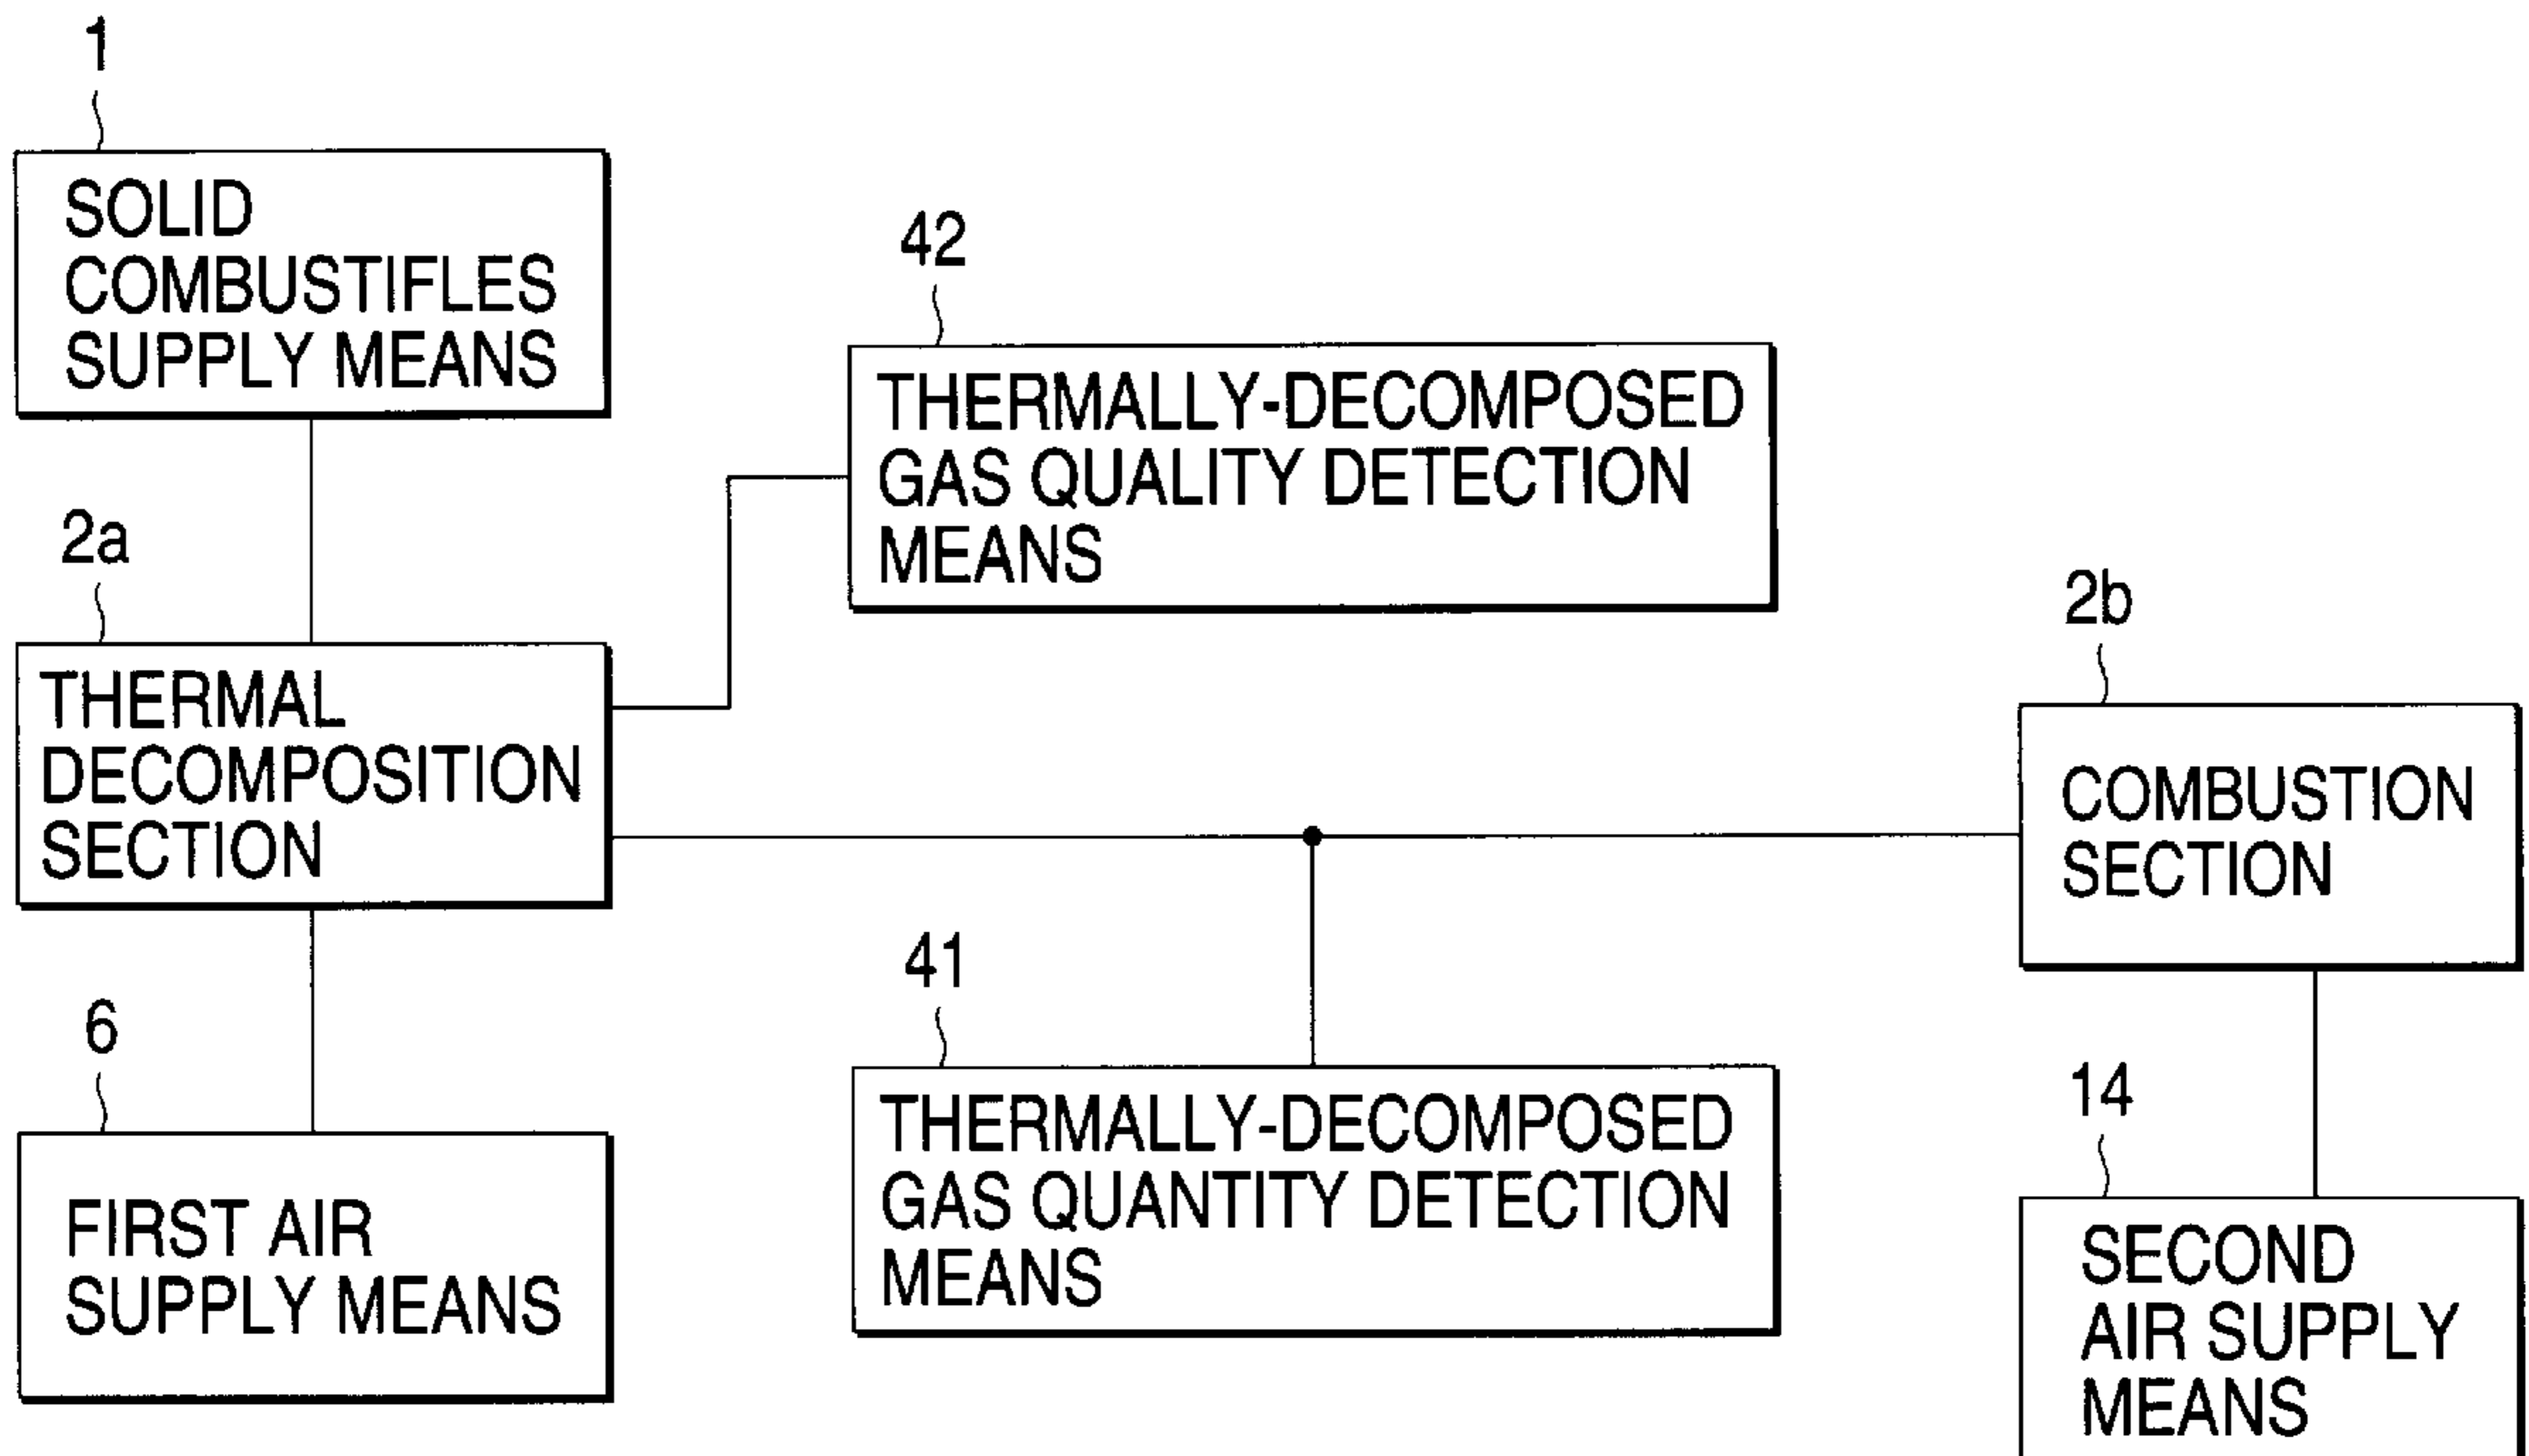 1
SOLID
COMBUSTIFLES
SUPPLY MEANS
42
THERMALLY-DECOMPOSED
GAS QUALITY DETECTION
MEANS
2a
THERMAL
DECOMPOSITION
SECTION
2b
COMBUSTION
SECTION
41
THERMALLY-DECOMPOSED
GAS QUANTITY DETECTION
MEANS
6
FIRST AIR
SUPPLY MEANS
14
SECOND
AIR SUPPLY
MEANS